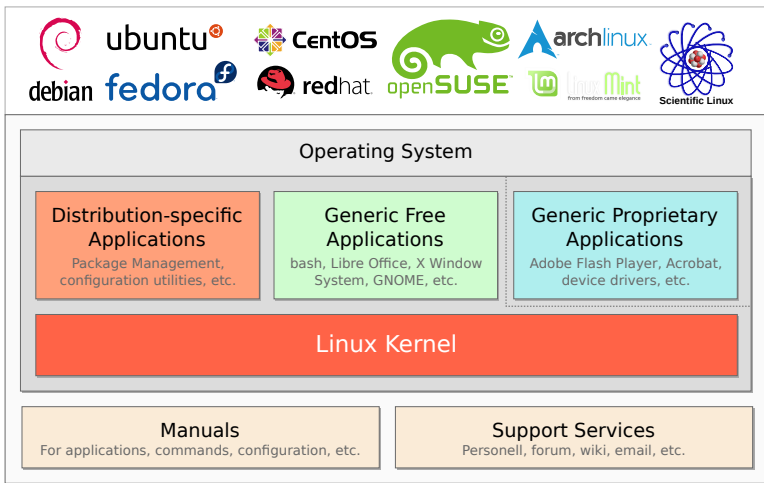 debian
ubuntu
fedora
CentOS
redhat.
openSUSE
archlinux
Linux Mint
from freedom came elegance
Scientific Linux
Operating System
Distribution-specific
Applications
Package Management,
configuration utilities, etc.
Generic Free
Applications
bash, Libre Office, X Window
System, GNOME, etc.
Generic Proprietary
Applications
Adobe Flash Player, Acrobat,
device drivers, etc.
Linux Kernel
Manuals
For applications, commands, configuration, etc.
Support Services
Personell, forum, wiki, email, etc.